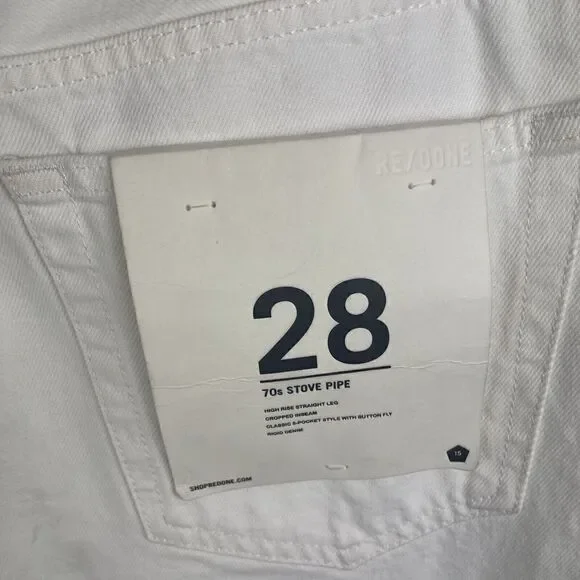 RE/DONE
28
70s STOVE PIPE
HIGH RISE STRAIGHT LEG
CROPPED INSEAM
CLASSIC 5-POCKET STYLE WITH BUTTON FLY
RIGID DENIM
15
SHOPREDONE.COM